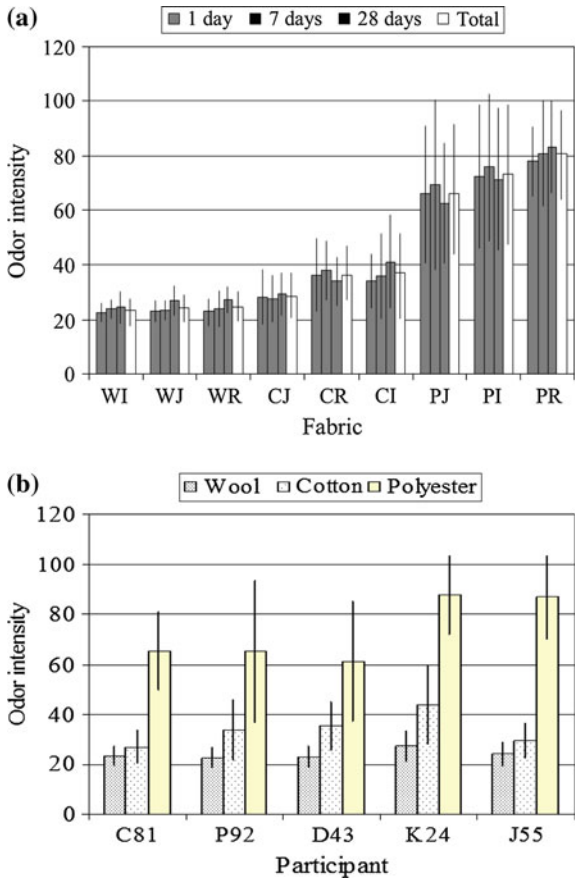 (a)
1 day 7 days 28 days Total
120
100
80
60
40
20
0
Odor intensity
WI WJ WR CJ CR CI PJ PI PR
Fabric
(b)
Wool Cotton Polyester
120
100
80
60
40
20
0
Odor intensity
C81 P92 D43 K24 J55
Participant